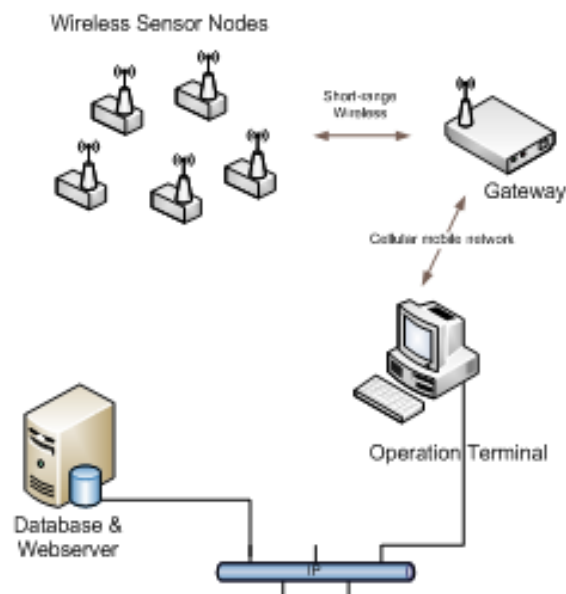 Wireless Sensor Nodes
Short-range
Wireless
Gateway
Cellular mobile network
Operation Terminal
Database &
Webserver
IP